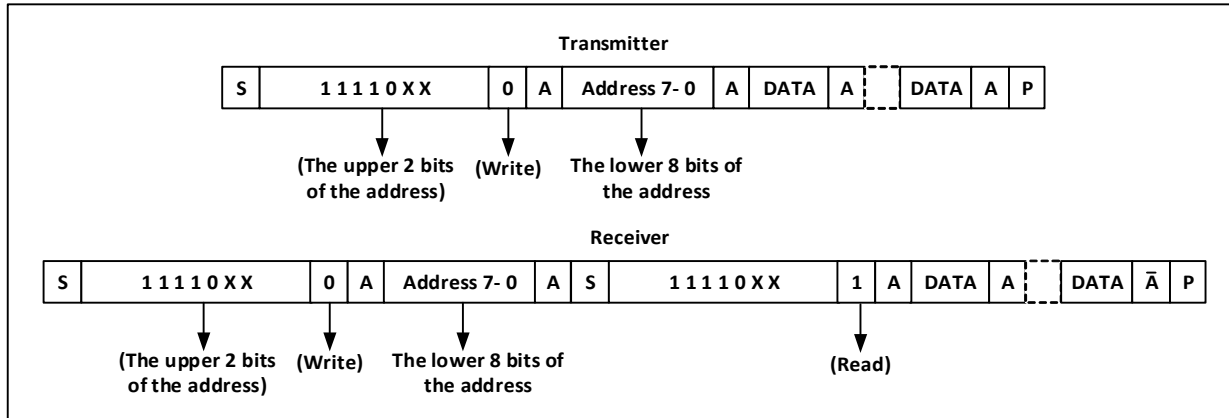 Transmitter
S 1 1 1 1 0 X X 0 A Address 7- 0 A DATA A DATA A P
(The upper 2 bits of the address) (Write) The lower 8 bits of the address
Receiver
S 1 1 1 1 0 X X 0 A Address 7- 0 A S 1 1 1 1 0 X X 1 A DATA A DATA Ā P
(The upper 2 bits of the address) (Write) The lower 8 bits of the address (Read)